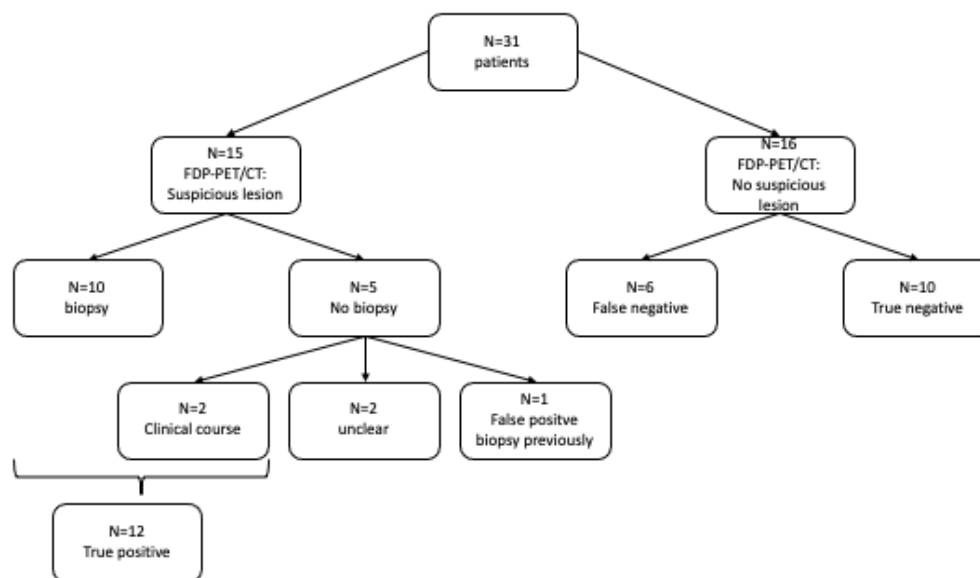 N=31
patients
N=15
FDP-PET/CT:
Suspicious lesion
N=16
FDP-PET/CT:
No suspicious
lesion
N=10
biopsy
N=5
No biopsy
N=6
False negative
N=10
True negative
N=2
Clinical course
N=2
unclear
N=1
False positve
biopsy previously
N=12
True positive